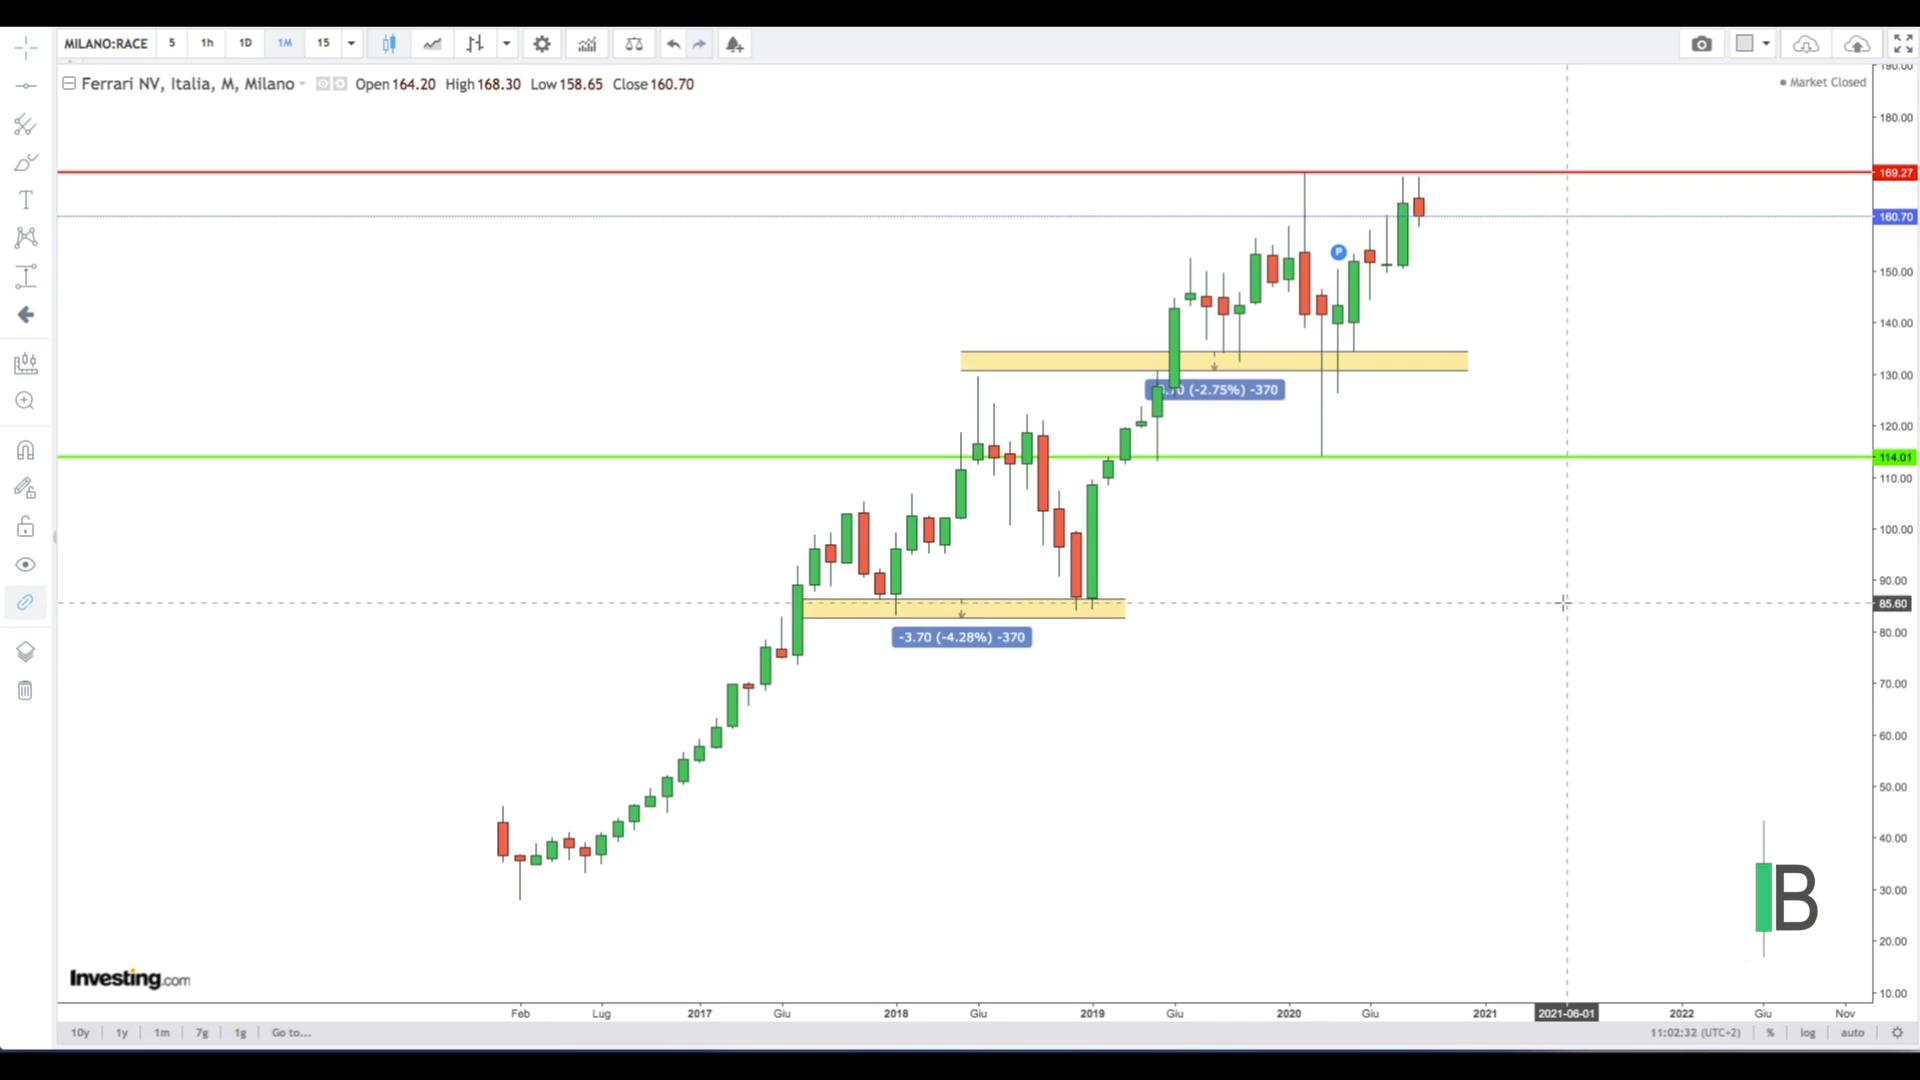 MILANO:RACE 5 1h 1D 1M 15
Ferrari NV, Italia, M, Milano Open 164.20 High 168.30 Low 158.65 Close 160.70
Market Closed
190.00
180.00
169.27
160.70
150.00
140.00
130.00
120.00
114.01
110.00
100.00
90.00
85.60
80.00
70.00
60.00
50.00
40.00
30.00
20.00
10.00
P
(-2.75%) -370
-3.70 (-4.28%) -370
B
Investing.com
Feb Lug 2017 Giu 2018 Giu 2019 Giu 2020 Giu 2021 2021-06-01 2022 Giu Nov
10y 1y 1m 7g 1g Go to... 11:02:32 (UTC+2) % log auto